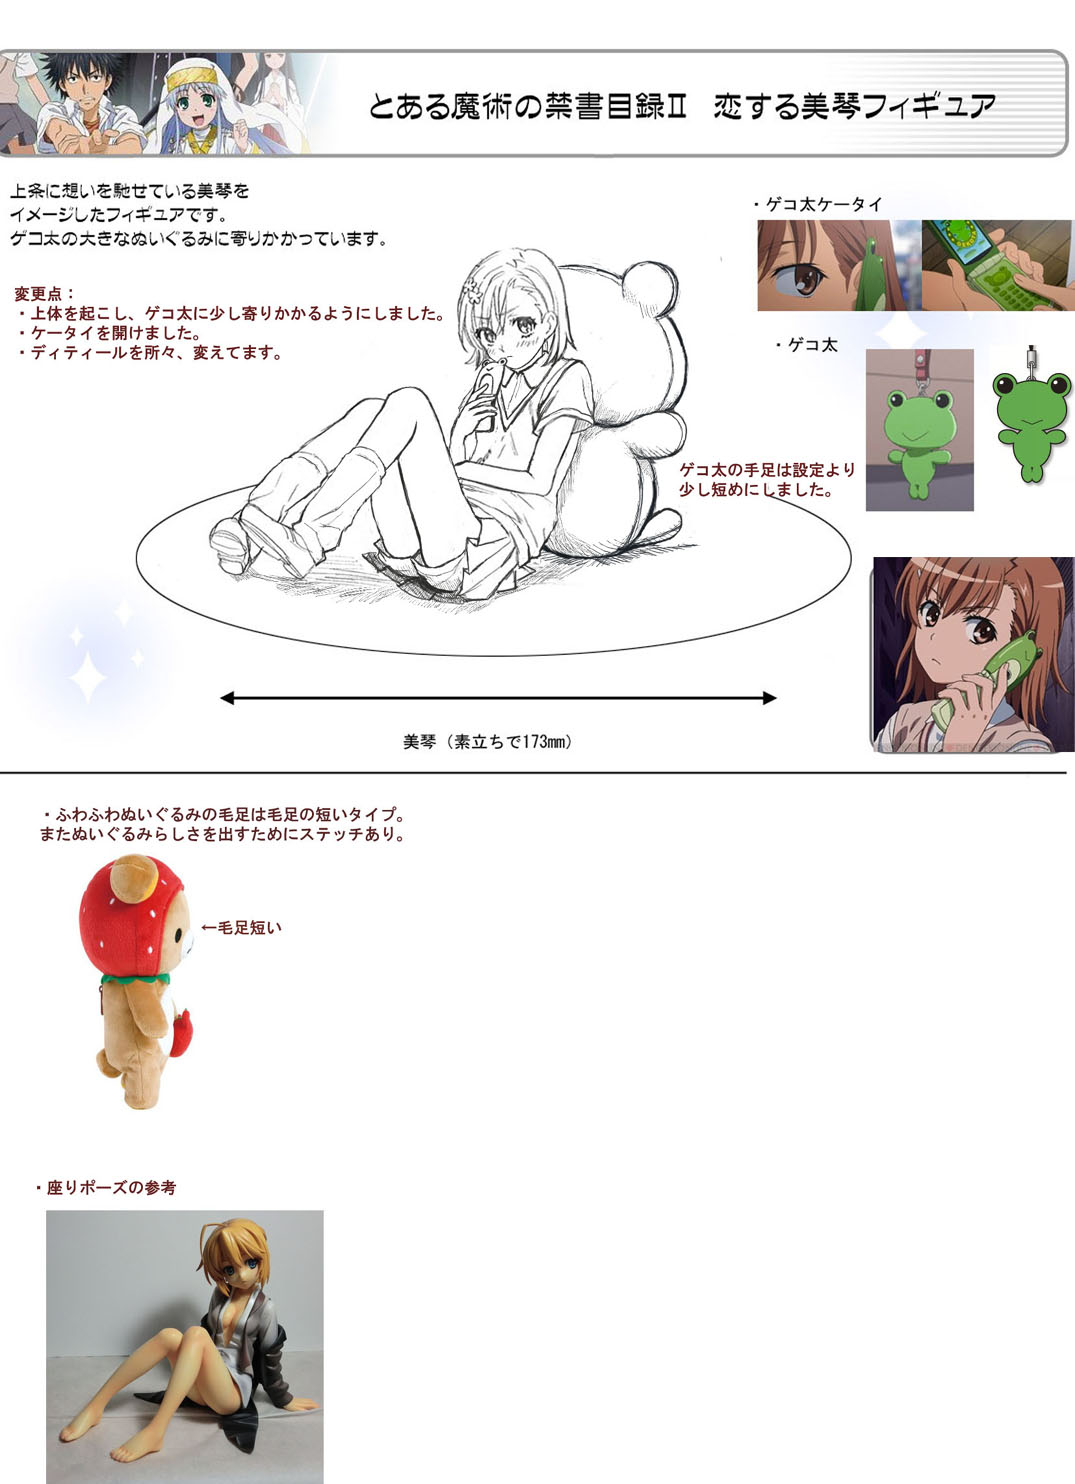 とある魔術の禁書目録Ⅱ　恋する美琴フィギュア
上条に想いを馳せている美琴を
イメージしたフィギュアです。
ゲコ太の大きなぬいぐるみに寄りかかっています。
変更点：
・上体を起こし、ゲコ太に少し寄りかかるようにしました。
・ケータイを開けました。
・ディティールを所々、変えてます。
・ゲコ太ケータイ
・ゲコ太
ゲコ太の手足は設定より
少し短めにしました。
美琴（素立ちで173mm）
・ふわふわぬいぐるみの毛足は毛足の短いタイプ。
またぬいぐるみらしさを出すためにステッチあり。
←毛足短い
・座りポーズの参考